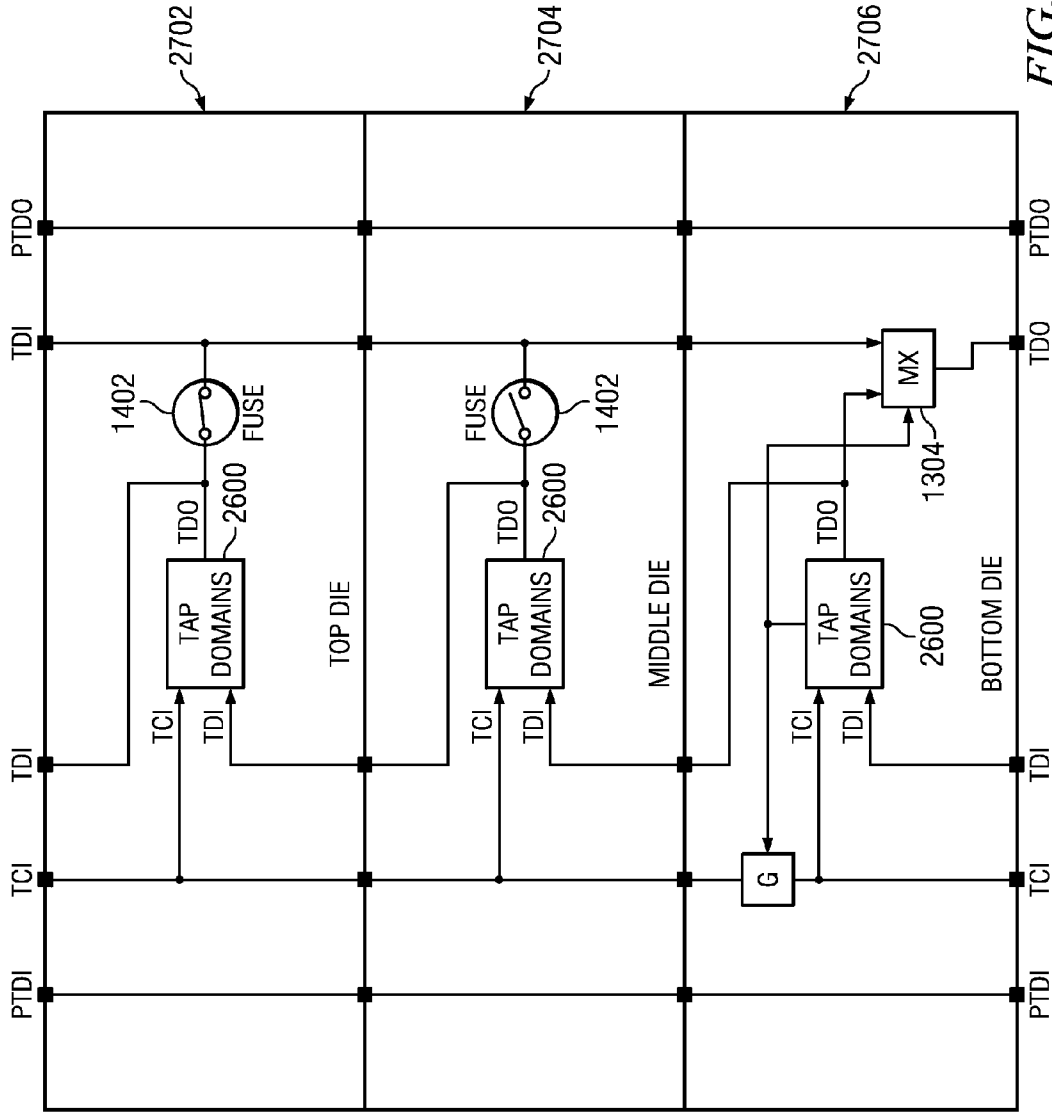 PTDI
TCI
TDI
TDI
PTDO
TCI
TDI
TAP
DOMAINS
2600
TDO
1402
FUSE
TOP DIE
2702
TCI
TDI
TAP
DOMAINS
2600
TDO
FUSE
1402
MIDDLE DIE
2704
G
TCI
TDI
TAP
DOMAINS
2600
TDO
MX
1304
BOTTOM DIE
2706
PTDI
TCI
TDI
TDO
PTDO
FIG.